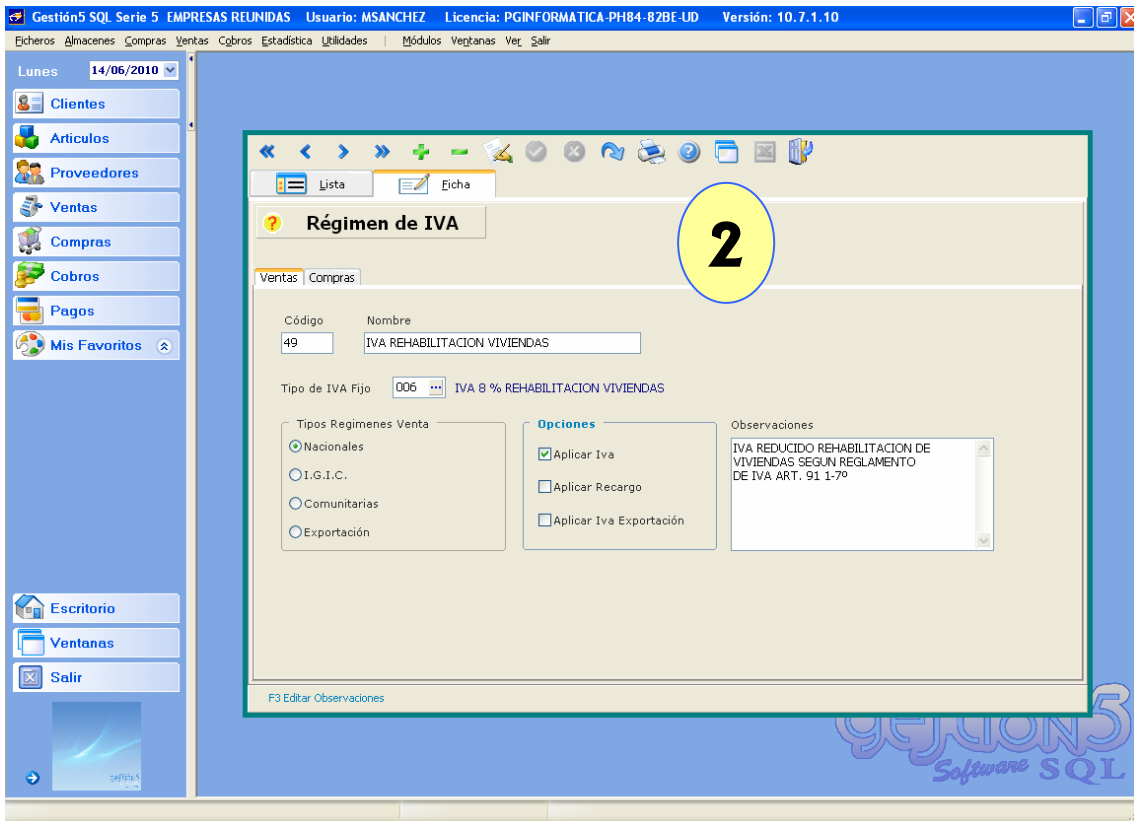 Gestión5 SQL Serie 5 EMPRESAS REUNIDAS Usuario: MSANCHEZ Licencia: PGINFORMATICA-PH84-82BE-UD Versión: 10.7.1.10
Ficheros Almacenes Compras Ventas Cobros Estadística Utilidades | Módulos Ventanas Ver Salir
Lunes 14/06/2010
Clientes
Articulos
Proveedores
Ventas
Compras
Cobros
Pagos
Mis Favoritos
Escritorio
Ventanas
Salir
gestión5
Lista Ficha
? Régimen de IVA
2
Ventas Compras
Código Nombre
49 IVA REHABILITACION VIVIENDAS
Tipo de IVA Fijo 006 ... IVA 8 % REHABILITACION VIVIENDAS
Tipos Regimenes Venta
Nacionales
I.G.I.C.
Comunitarias
Exportación
Opciones
Aplicar Iva
Aplicar Recargo
Aplicar Iva Exportación
Observaciones
IVA REDUCIDO REHABILITACION DE
VIVIENDAS SEGUN REGLAMENTO
DE IVA ART. 91 1-7º
F3 Editar Observaciones
gestión5
Software SQL